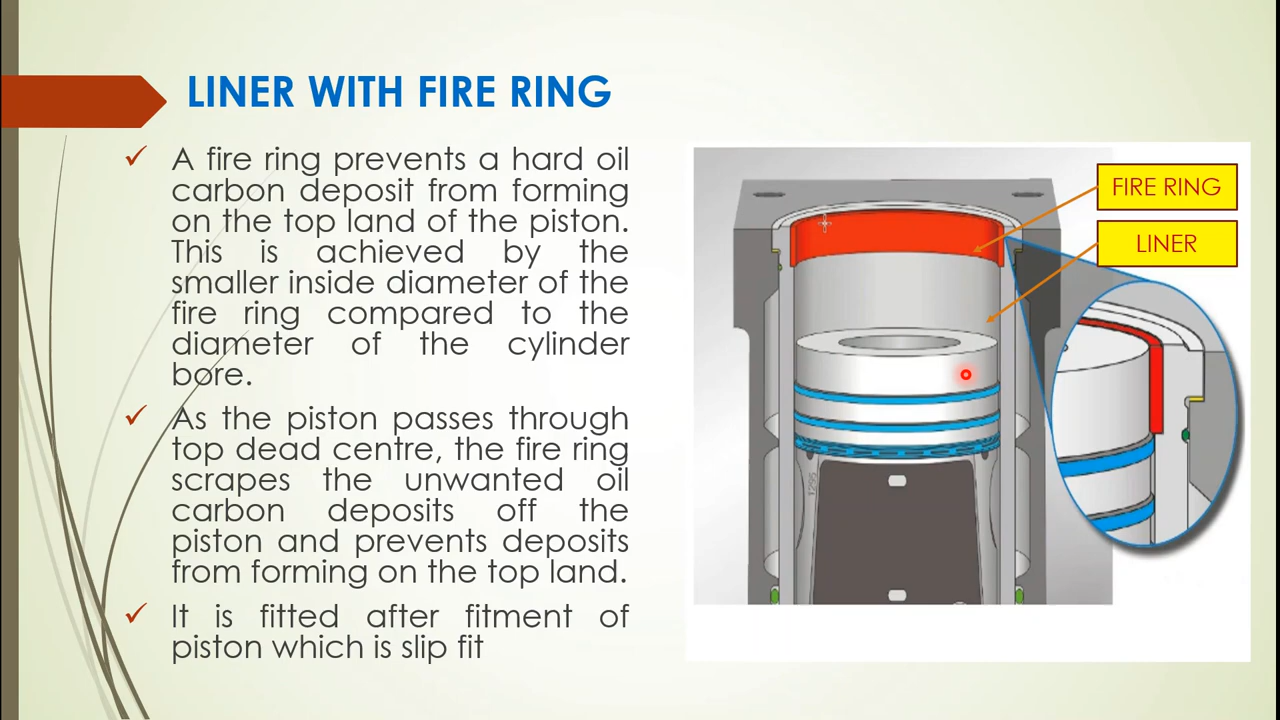 LINER WITH FIRE RING
A fire ring prevents a hard oil
carbon deposit from forming
on the top land of the piston.
This is achieved by the
smaller inside diameter of the
fire ring compared to the
diameter of the cylinder
bore.
As the piston passes through
top dead centre, the fire ring
scrapes the unwanted oil
carbon deposits off the
piston and prevents deposits
from forming on the top land.
It is fitted after fitment of
piston which is slip fit
FIRE RING
LINER